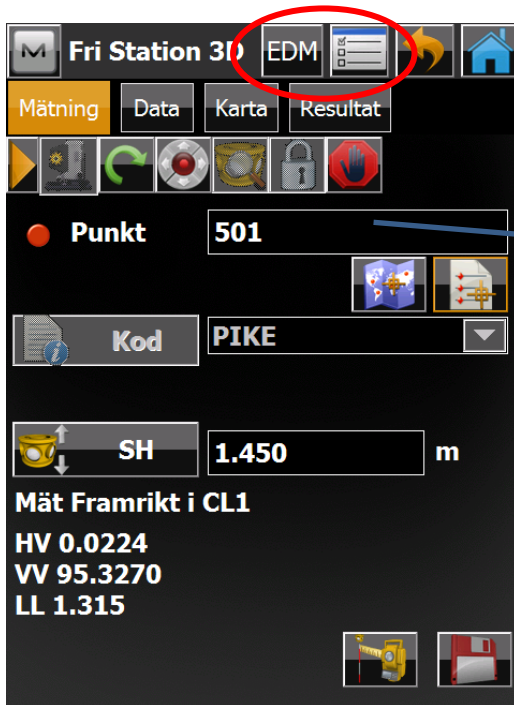 M Fri Station 3D EDM
Mätning Data Karta Resultat
Punkt 501
Kod PIKE
SH 1.450 m
Mät Framrikt i CL1
HV 0.0224
VV 95.3270
LL 1.315